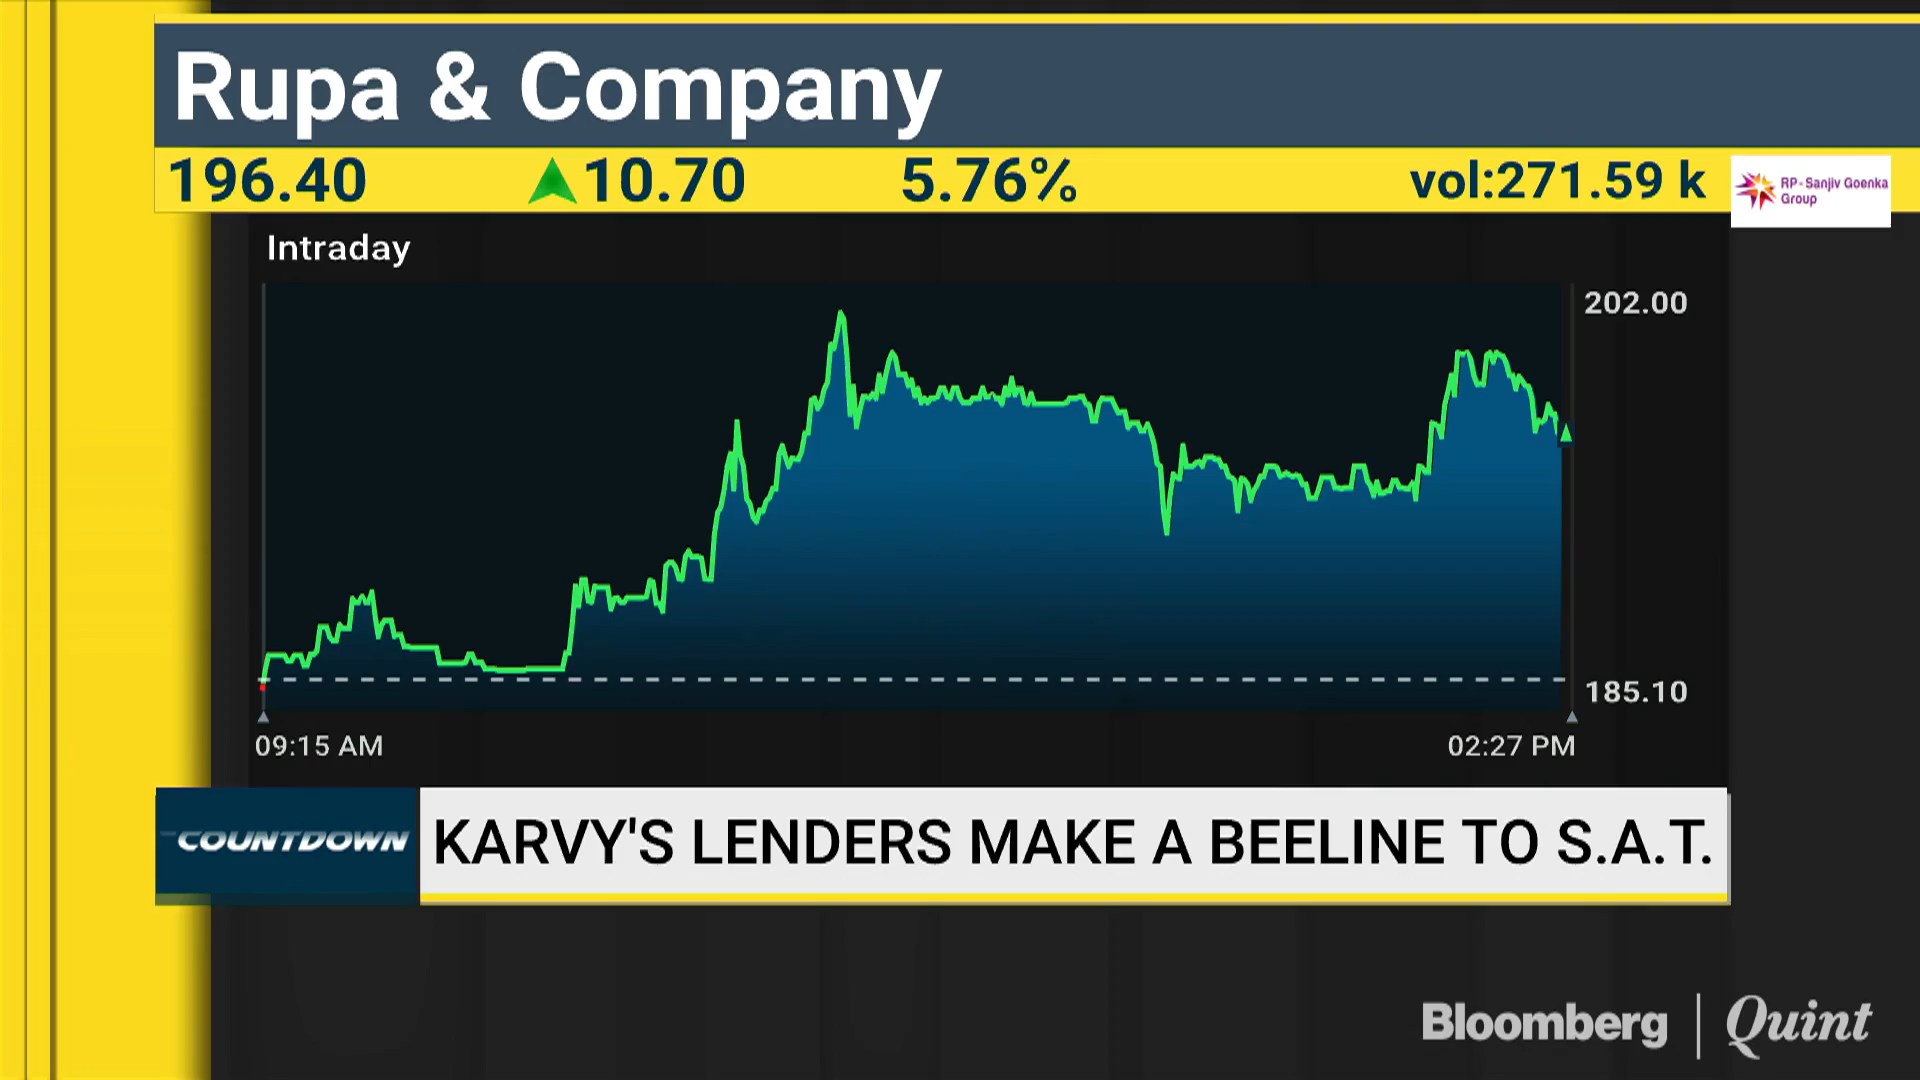 Rupa & Company
196.40 10.70 5.76% vol:271.59 k
RP-Sanjiv Goenka
Group
Intraday
202.00
185.10
09:15 AM 02:27 PM
COUNTDOWN
KARVY'S LENDERS MAKE A BEELINE TO S.A.T.
Bloomberg | Quint